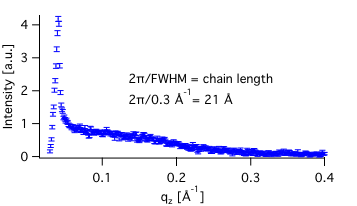 Intensity [a.u.]
4
3
2
1
0
2π/FWHM = chain length
2π/0.3 Å⁻¹= 21 Å
0.1
0.2
0.3
0.4
q_z [Å⁻¹]